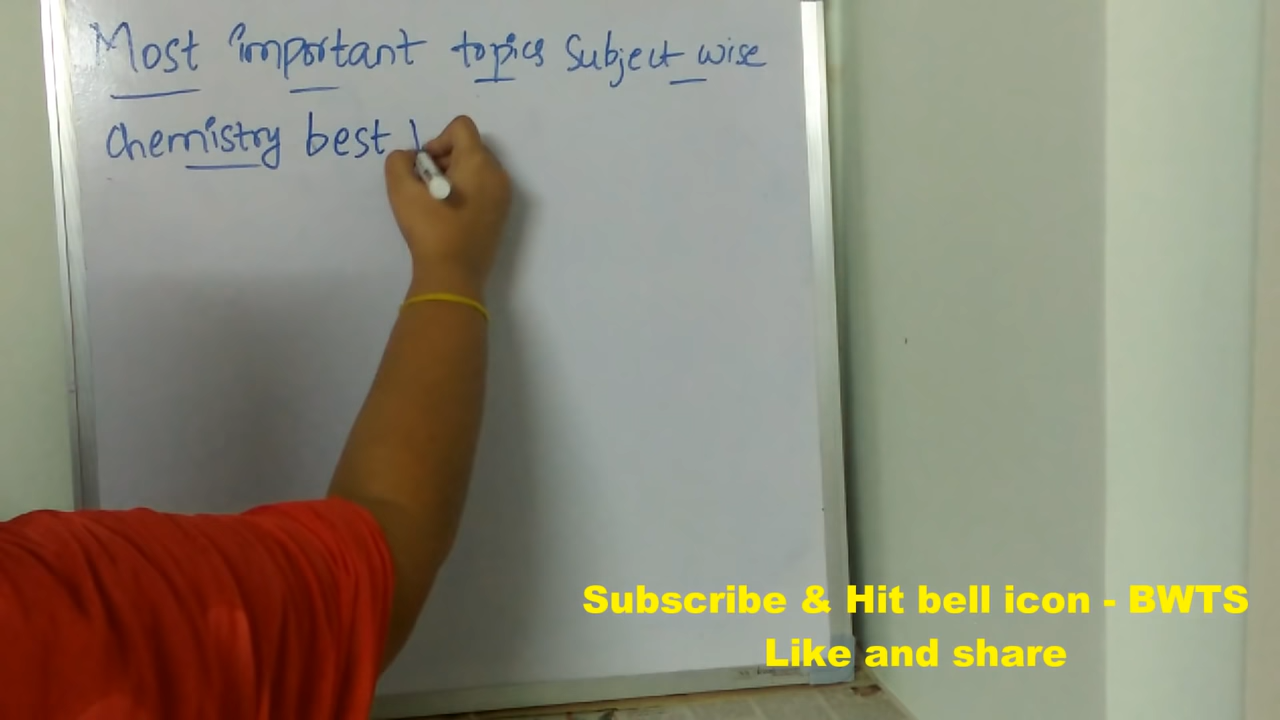 Most important topics Subject wise
Chemistry best
Subscribe & Hit bell icon - BWTS
Like and share